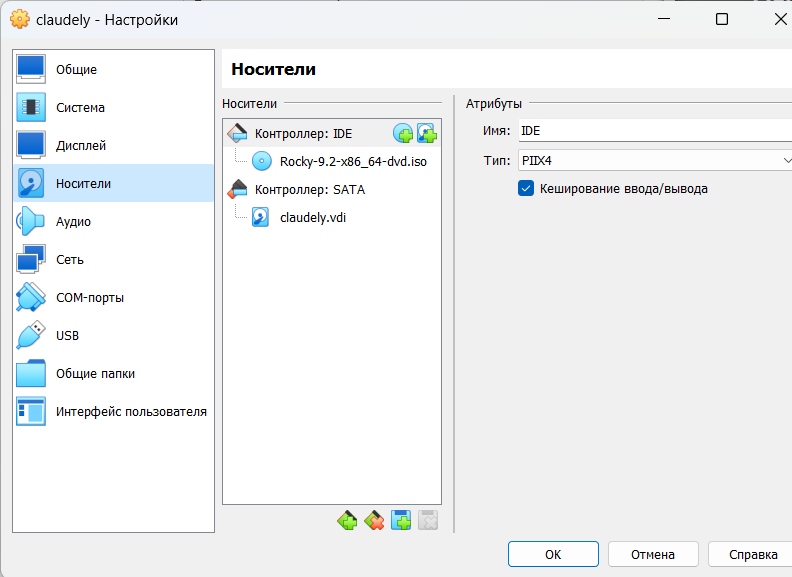 claudely - Настройки
Общие
Система
Дисплей
Носители
Аудио
Сеть
COM-порты
USB
Общие папки
Интерфейс пользователя
Носители
Носители
Контроллер: IDE
Rocky-9.2-x86_64-dvd.iso
Контроллер: SATA
claudely.vdi
Атрибуты
Имя: IDE
Тип: PIIX4
Кеширование ввода/вывода
ОК
Отмена
Справка